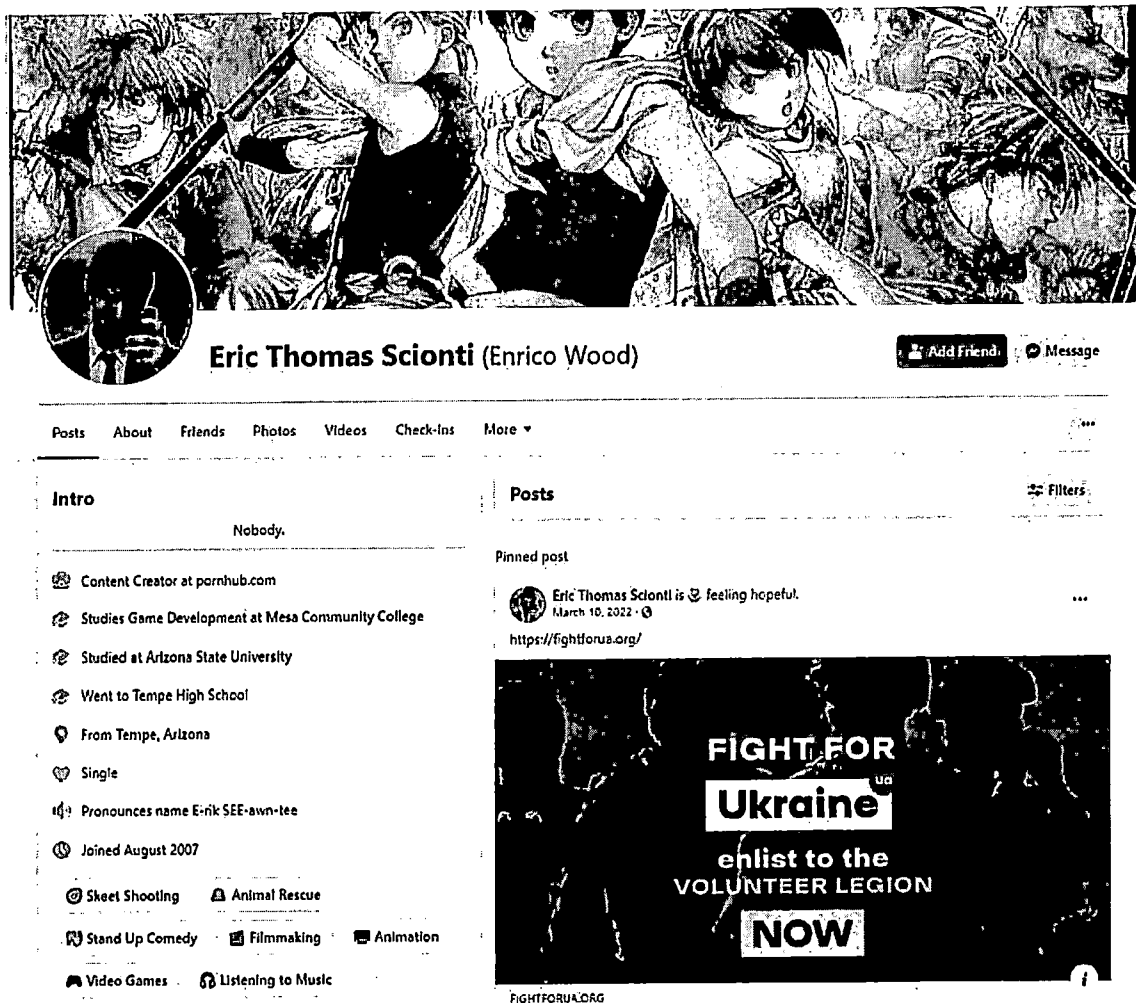 Eric Thomas Scionti (Enrico Wood)
Add Friend
Message
Posts
About
Friends
Photos
Videos
Check-ins
More
Intro
Nobody.
Content Creator at pornhub.com
Studies Game Development at Mesa Community College
Studied at Arizona State University
Went to Tempe High School
From Tempe, Arizona
Single
Pronounces name E-rik SEE-awn-tee
Joined August 2007
Skeet Shooting
Animal Rescue
Stand Up Comedy
Filmmaking
Animation
Video Games
Listening to Music
Posts
Filters
Pinned post
Eric Thomas Scionti is feeling hopeful.
March 10, 2022
https://fightforua.org/
FIGHT FOR
Ukraine
ua
enlist to the
VOLUNTEER LEGION
NOW
FIGHTFORUA.ORG